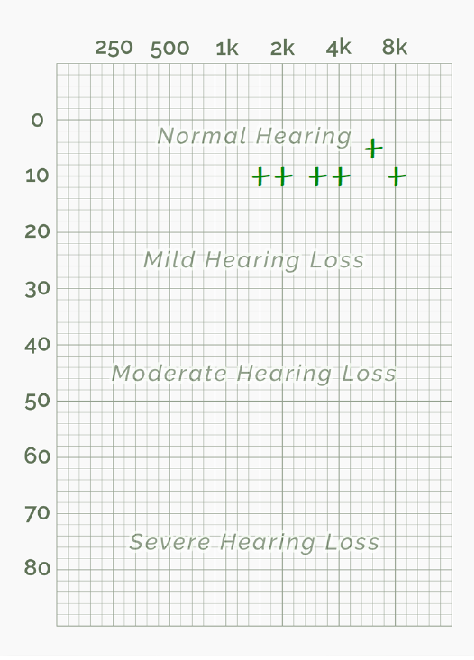 250 500 1k 2k 4k 8k
0
Normal Hearing
10
20
Mild Hearing Loss
30
40
Moderate Hearing Loss
50
60
70
Severe Hearing Loss
80